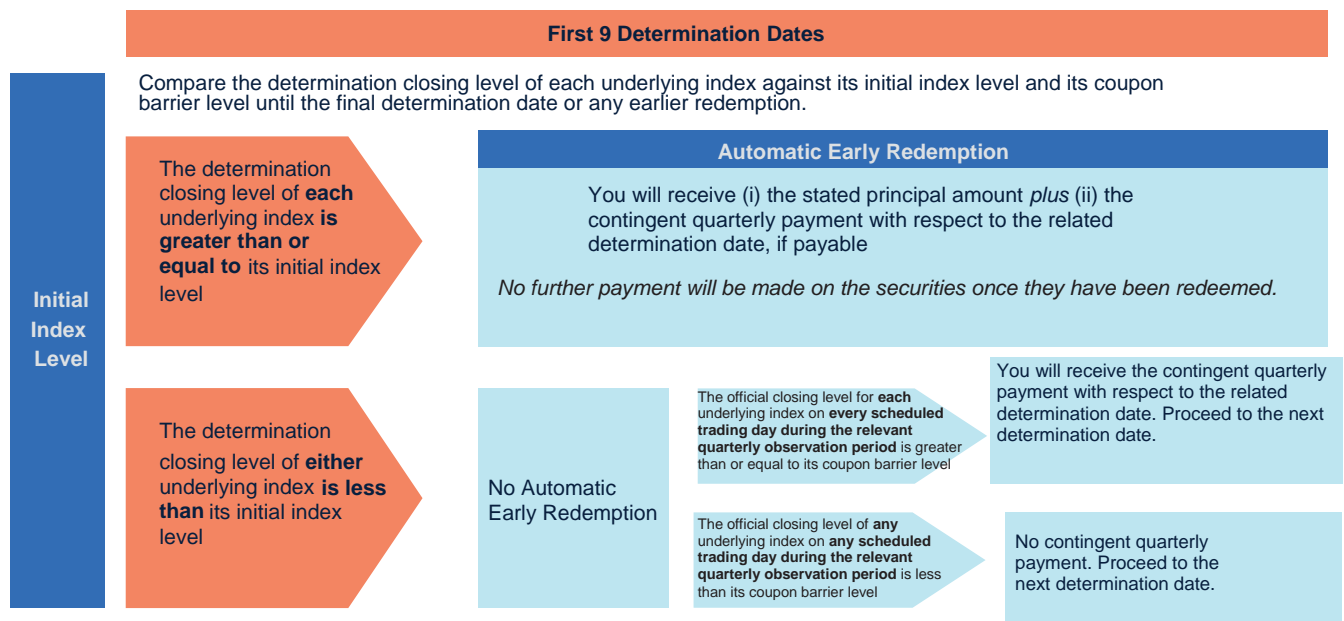 First 9 Determination Dates
Compare the determination closing level of each underlying index against its initial index level and its coupon
barrier level until the final determination date or any earlier redemption.
Initial
Index
Level
The determination
closing level of each
underlying index is
greater than or
equal to its initial index
level
Automatic Early Redemption
You will receive (i) the stated principal amount plus (ii) the
contingent quarterly payment with respect to the related
determination date, if payable
No further payment will be made on the securities once they have been redeemed.
The determination
closing level of either
underlying index is less
than its initial index
level
No Automatic
Early Redemption
The official closing level for each
underlying index on every scheduled
trading day during the relevant
quarterly observation period is greater
than or equal to its coupon barrier level
You will receive the contingent quarterly
payment with respect to the related
determination date. Proceed to the next
determination date.
The official closing level of any
underlying index on any scheduled
trading day during the relevant
quarterly observation period is less
than its coupon barrier level
No contingent quarterly
payment. Proceed to the
next determination date.